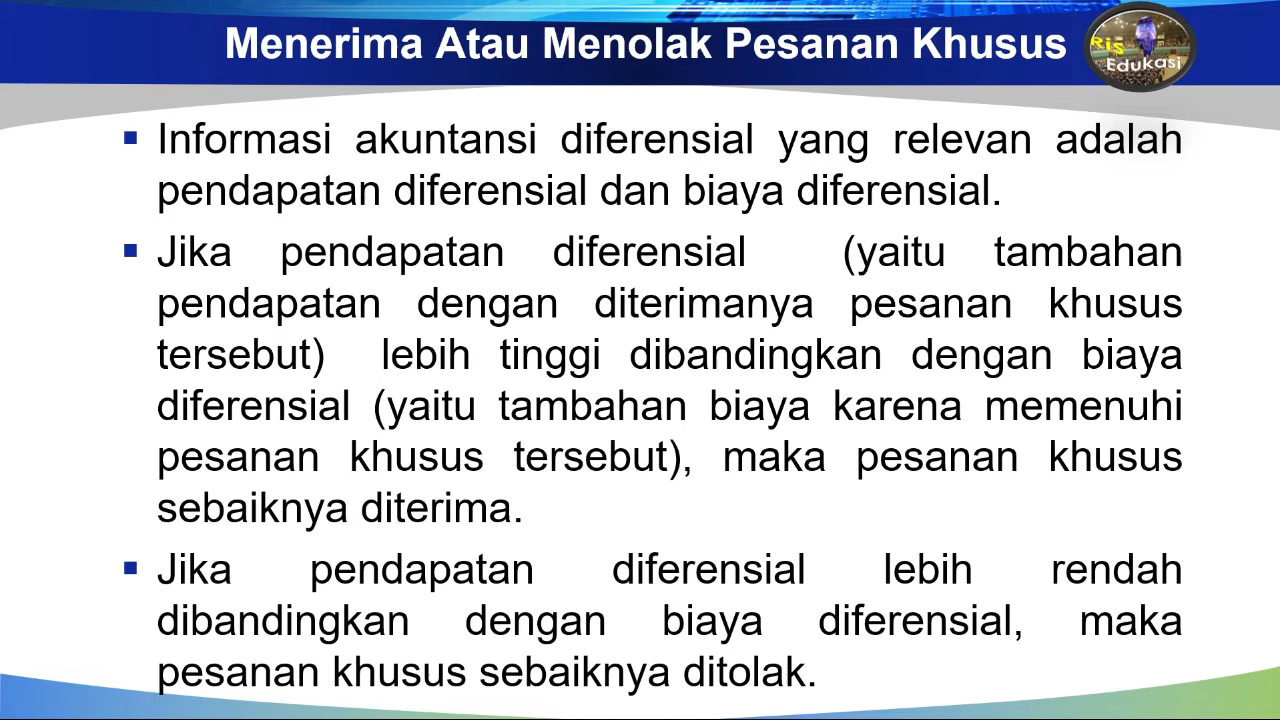 Menerima Atau Menolak Pesanan Khusus
Ris
Edukasi
Informasi akuntansi diferensial yang relevan adalah
pendapatan diferensial dan biaya diferensial.
Jika pendapatan diferensial (yaitu tambahan
pendapatan dengan diterimanya pesanan khusus
tersebut) lebih tinggi dibandingkan dengan biaya
diferensial (yaitu tambahan biaya karena memenuhi
pesanan khusus tersebut), maka pesanan khusus
sebaiknya diterima.
Jika pendapatan diferensial lebih rendah
dibandingkan dengan biaya diferensial, maka
pesanan khusus sebaiknya ditolak.